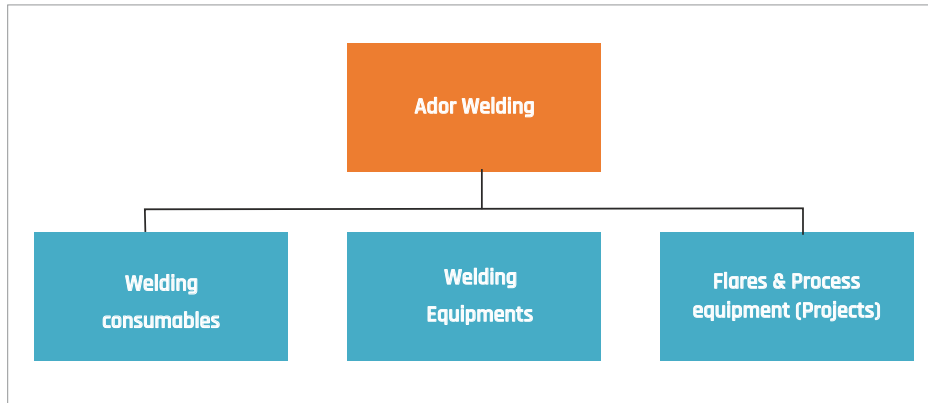 Ador Welding
Welding
consumables
Welding
Equipments
Flares & Process
equipment (Projects)